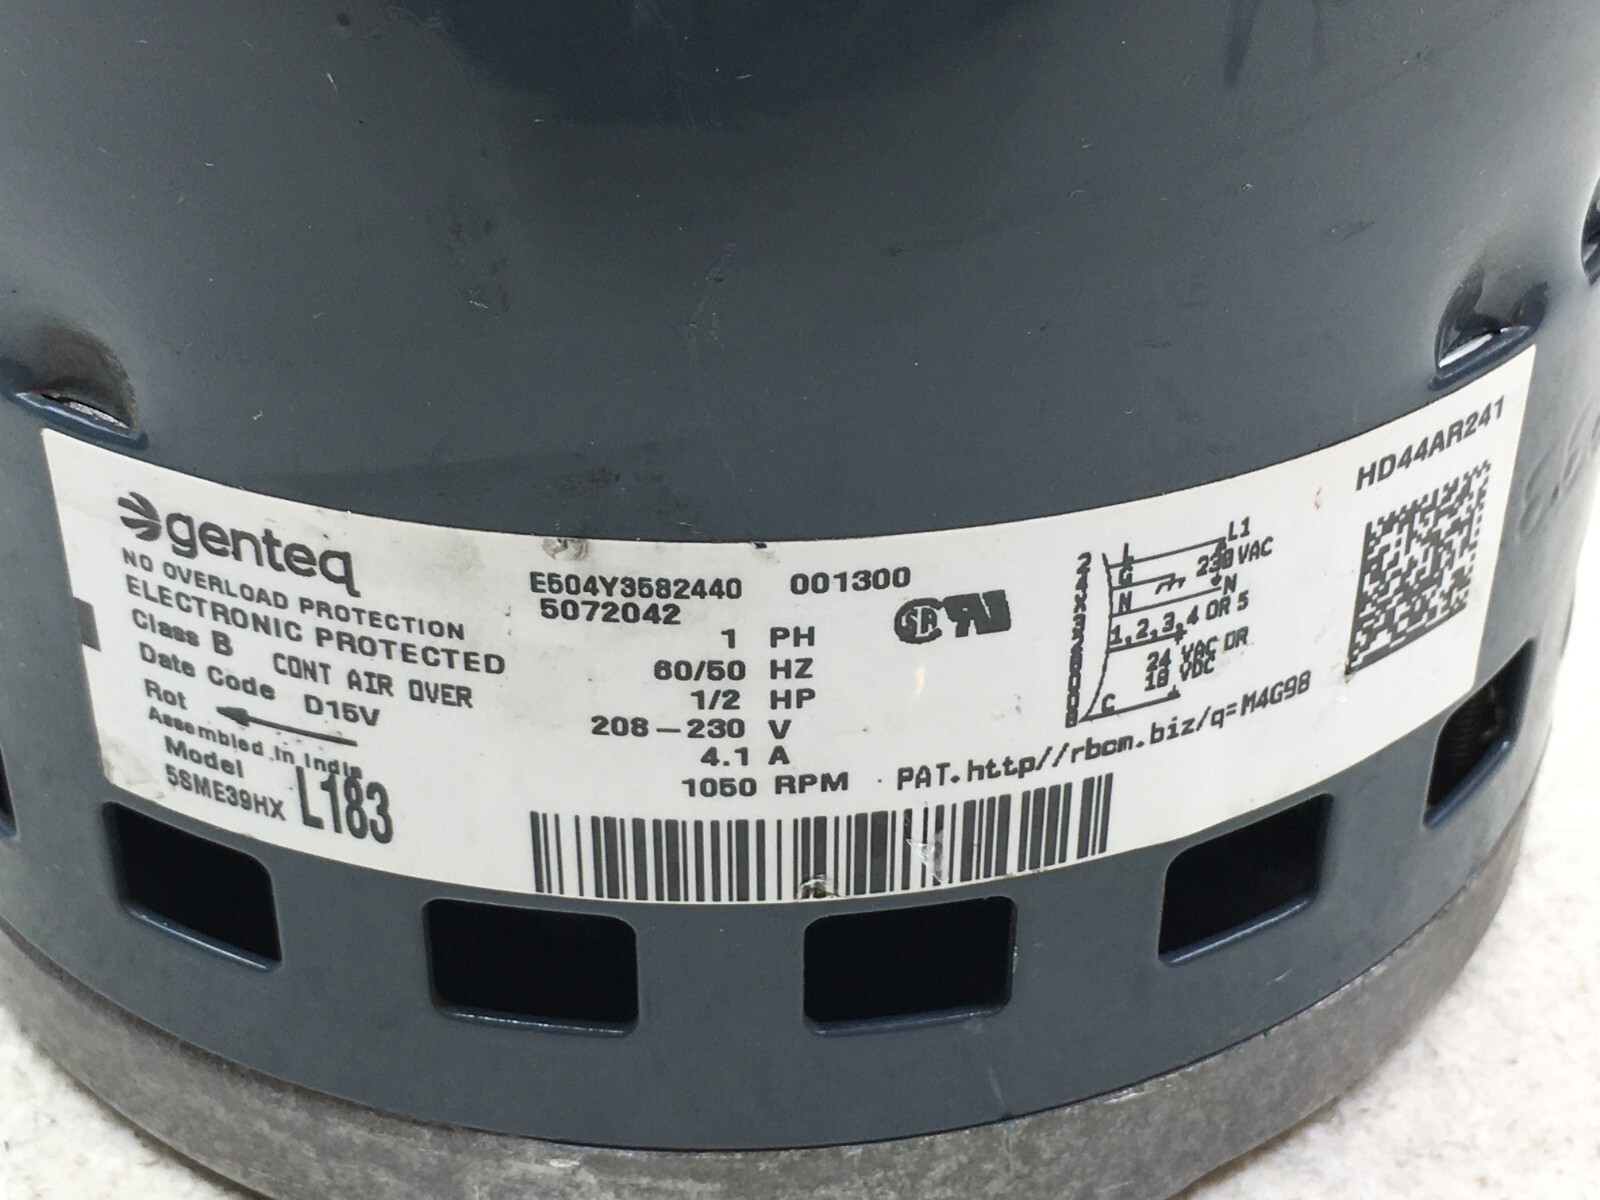 genteq
NO OVERLOAD PROTECTION
ELECTRONIC PROTECTED
Class B CONT AIR OVER
Date Code D15V
Rot
Assembled in India
Model
5SME39HX L183
E504Y3582440 001300
5072042
1 PH
60/50 HZ
1/2 HP
208-230 V
4.1 A
1050 RPM
PAT.http//rbcm.biz/q=M4G98
L L1
G 230 VAC
N N
1,2,3,4 OR 5
24 VAC OR
18 VDC
C
HD44AR241